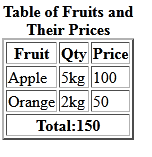 Table of Fruits and
Their Prices
Fruit Qty Price
Apple 5kg 100
Orange 2kg 50
Total:150